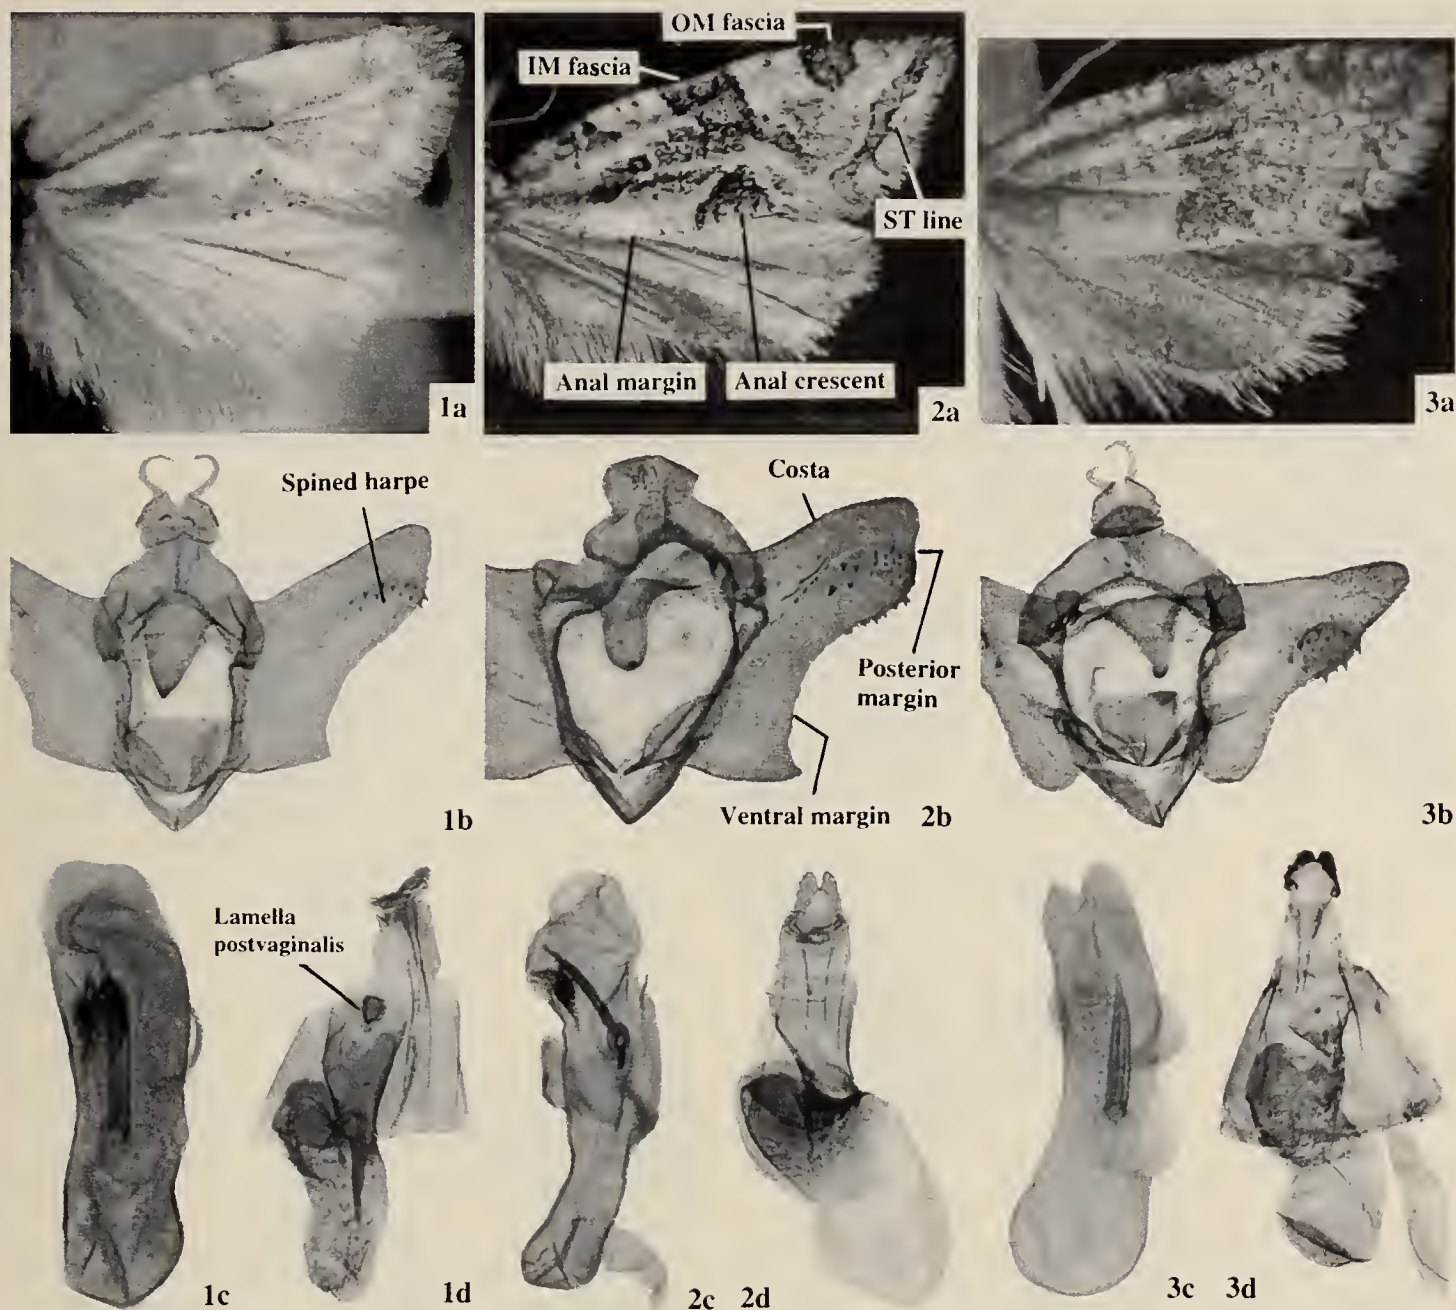 OM fascia
IM fascia
ST line
Anal margin
Anal crescent
1a
2a
3a
Spined harpe
Costa
Posterior
margin
Ventral margin
1b
2b
3b
Lamella
postvaginalis
1c
1d
2c
2d
3c
3d